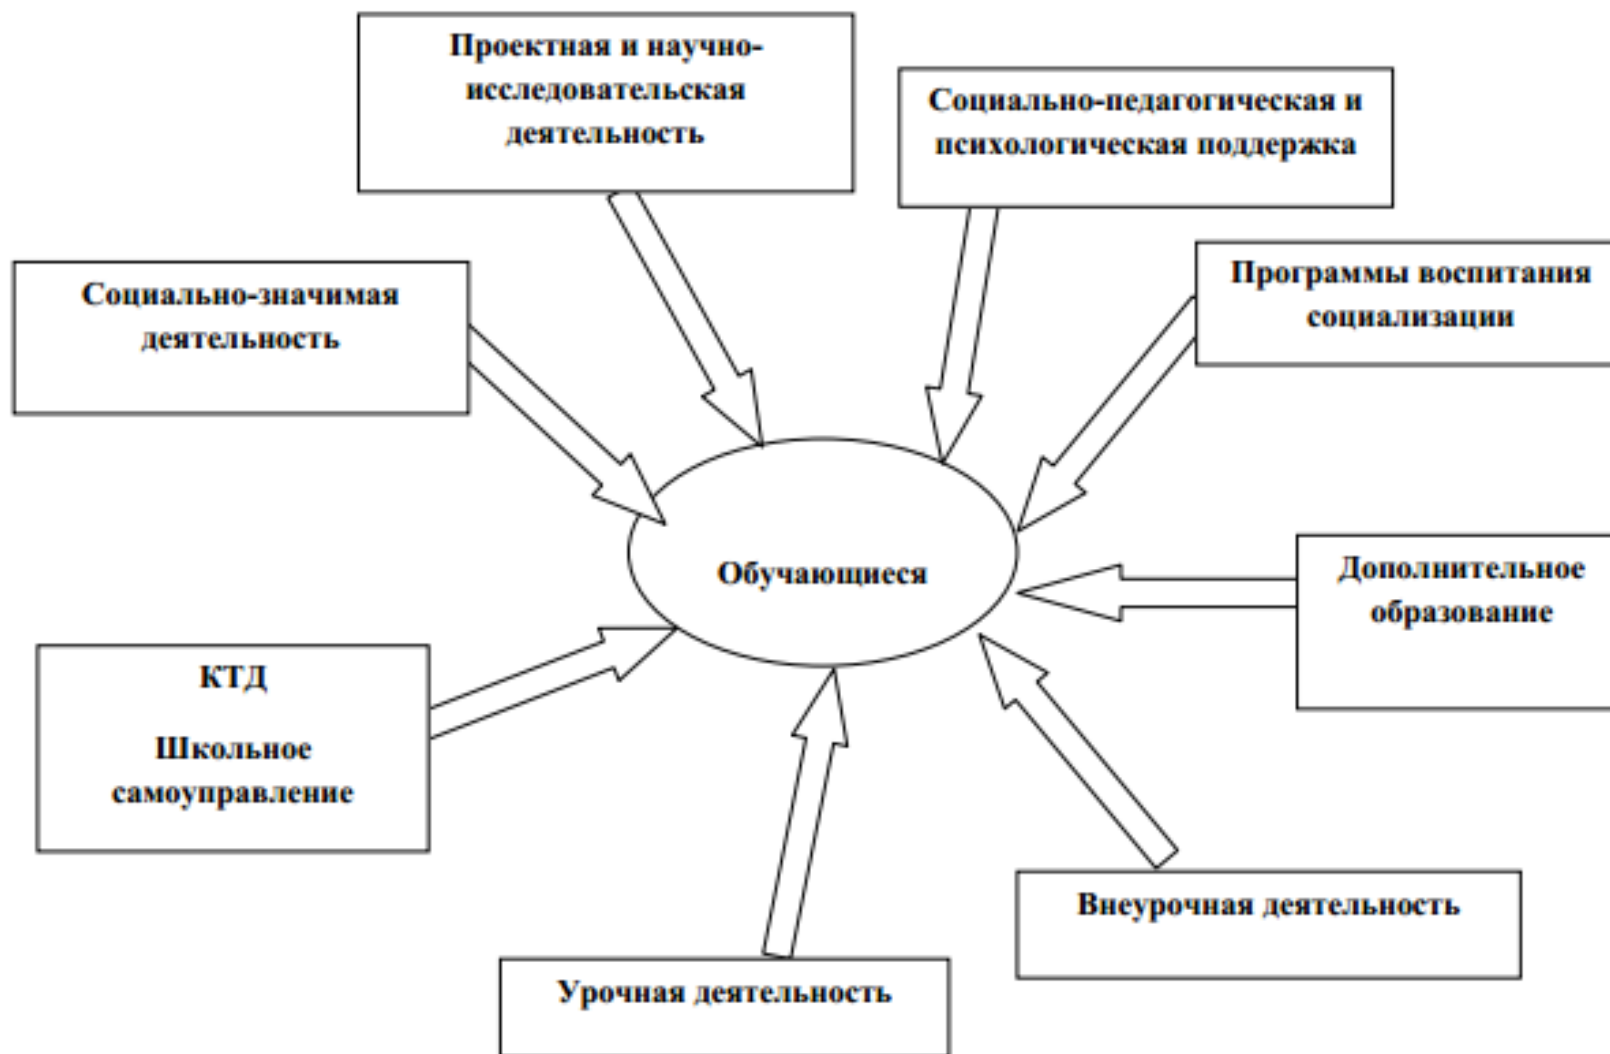 Проектная и научно-
исследовательская
деятельность
Социально-педагогическая и
психологическая поддержка
Программы воспитания
социализации
Социально-значимая
деятельность
Обучающиеся
Дополнительное
образование
КТД
Школьное
самоуправление
Внеурочная деятельность
Урочная деятельность